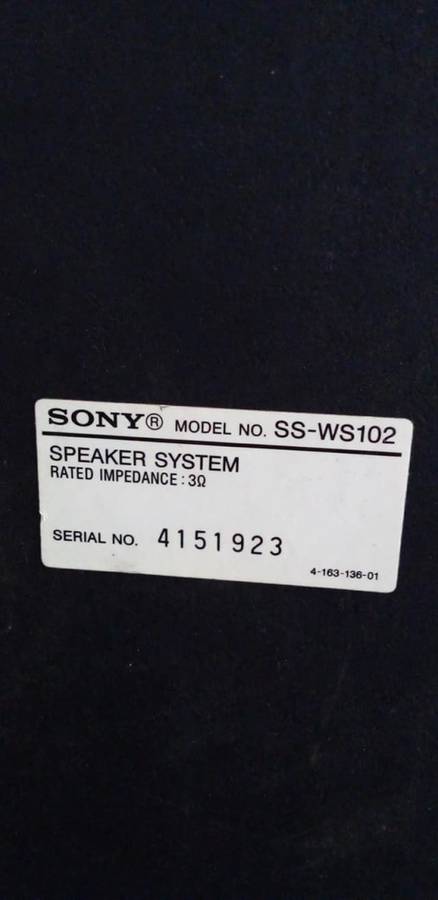 SONY® MODEL NO. SS-WS102
SPEAKER SYSTEM
RATED IMPEDANCE : 3Ω
SERIAL NO. 4151923
4-163-136-01